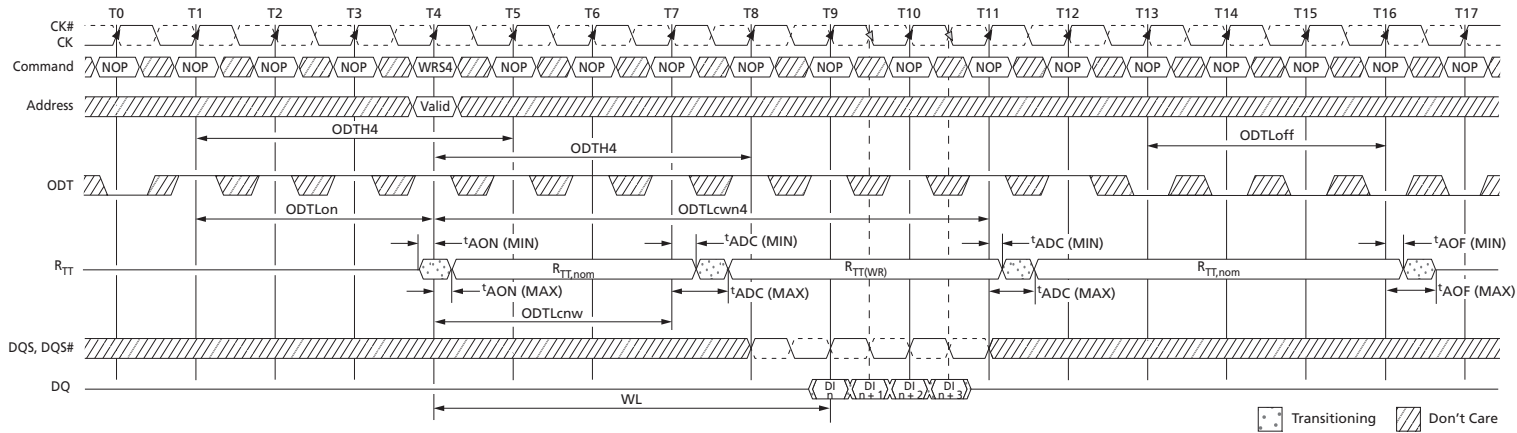 T0 T1 T2 T3 T4 T5 T6 T7 T8 T9 T10 T11 T12 T13 T14 T15 T16 T17
CK#
CK
Command NOP NOP NOP NOP WRS4 NOP NOP NOP NOP NOP NOP NOP NOP NOP NOP NOP NOP NOP
Address Valid
ODTH4 ODTLoff
ODTH4
ODT
ODTLon ODTLcwn4
tAON (MIN) tADC (MIN) tADC (MIN) tAOF (MIN)
RTT RTT,nom RTT(WR) RTT,nom
tAON (MAX) tADC (MAX) tADC (MAX) tAOF (MAX)
ODTLcnw
DQS, DQS#
DQ DI n DI n + 1 DI n + 2 DI n + 3
WL
Transitioning Don't Care